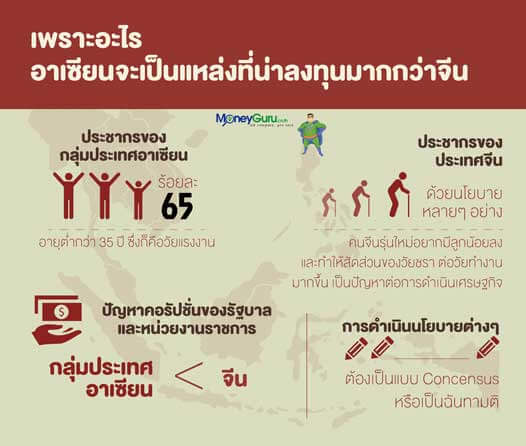 เพราะอะไร
อาเซียนจะเป็นแหล่งที่น่าลงทุนมากกว่าจีน
MoneyGuru.co.th
ประชากรของ
กลุ่มประเทศอาเซียน
ร้อยละ
65
อายุต่ำกว่า 35 ปี ซึ่งก็คือวัยแรงงาน
ประชากรของ
ประเทศจีน
ด้วยนโยบาย
หลายๆ อย่าง
คนจีนรุ่นใหม่อยากมีลูกน้อยลง
และทำให้สัดส่วนของวัยชรา ต่อวัยทำงาน
มากขึ้น เป็นปัญหาต่อการดำเนินเศรษฐกิจ
ปัญหาคอรัปชั่นของรัฐบาล
และหน่วยงานราชการ
กลุ่มประเทศ
อาเซียน
<
จีน
การดำเนินนโยบายต่างๆ
ต้องเป็นแบบ Concensus
หรือเป็นฉันทามติ